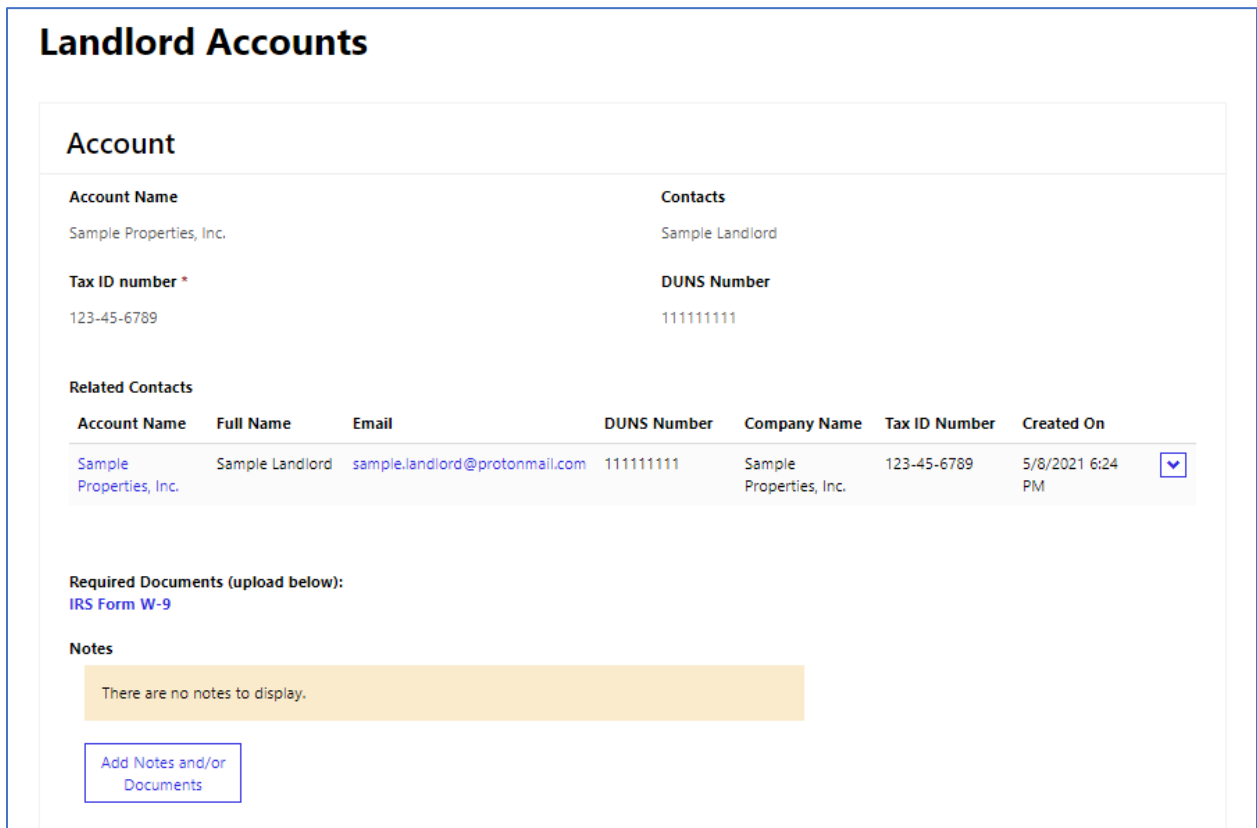 Landlord Accounts
Account
Account Name Contacts
Sample Properties, Inc. Sample Landlord
Tax ID number * DUNS Number
123-45-6789 111111111
Related Contacts
Account Name Full Name Email DUNS Number Company Name Tax ID Number Created On
Sample Sample Landlord sample.landlord@protonmail.com 111111111 Sample 123-45-6789 5/8/2021 6:24
Properties, Inc. Properties, Inc. PM
Required Documents (upload below):
IRS Form W-9
Notes
There are no notes to display.
Add Notes and/or
Documents